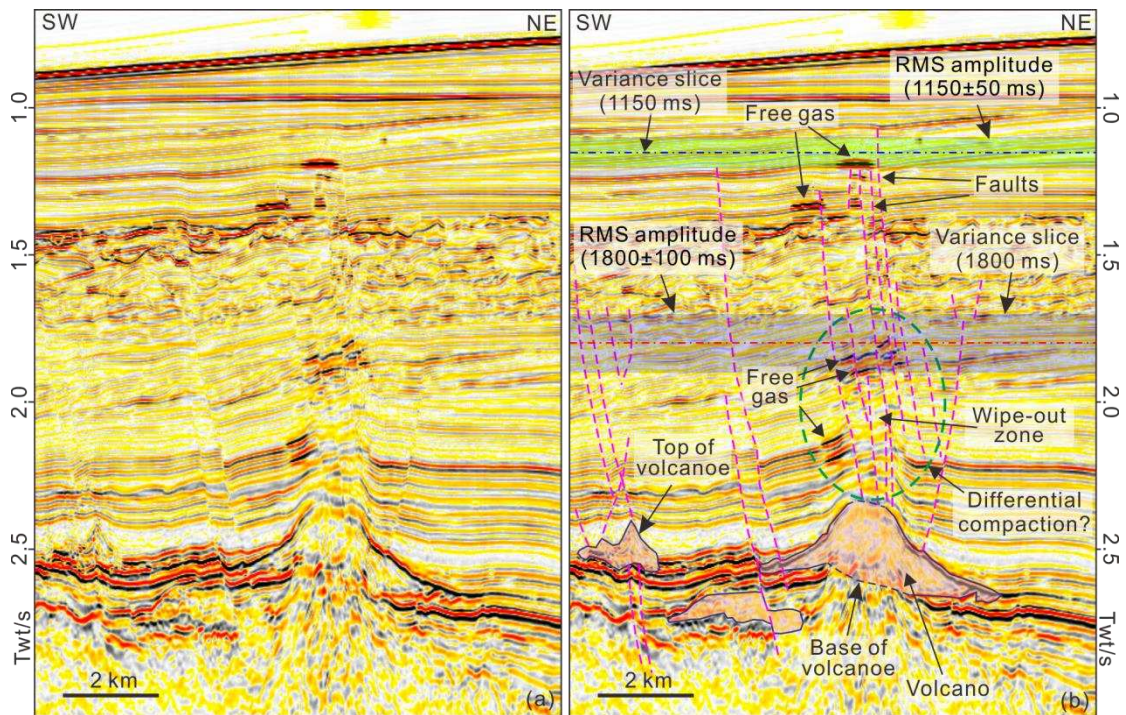 SW
NE
1.0
1.5
2.0
2.5
Twt/s
2 km
(a)
SW
NE
Variance slice
(1150 ms)
RMS amplitude
(1150±50 ms)
Free gas
Faults
RMS amplitude
(1800±100 ms)
Variance slice
(1800 ms)
Free
gas
Wipe-out
zone
Top of
volcanoe
Differential
compaction?
Base of
volcanoe
Volcano
2 km
(b)
1.0
1.5
2.0
2.5
Twt/s